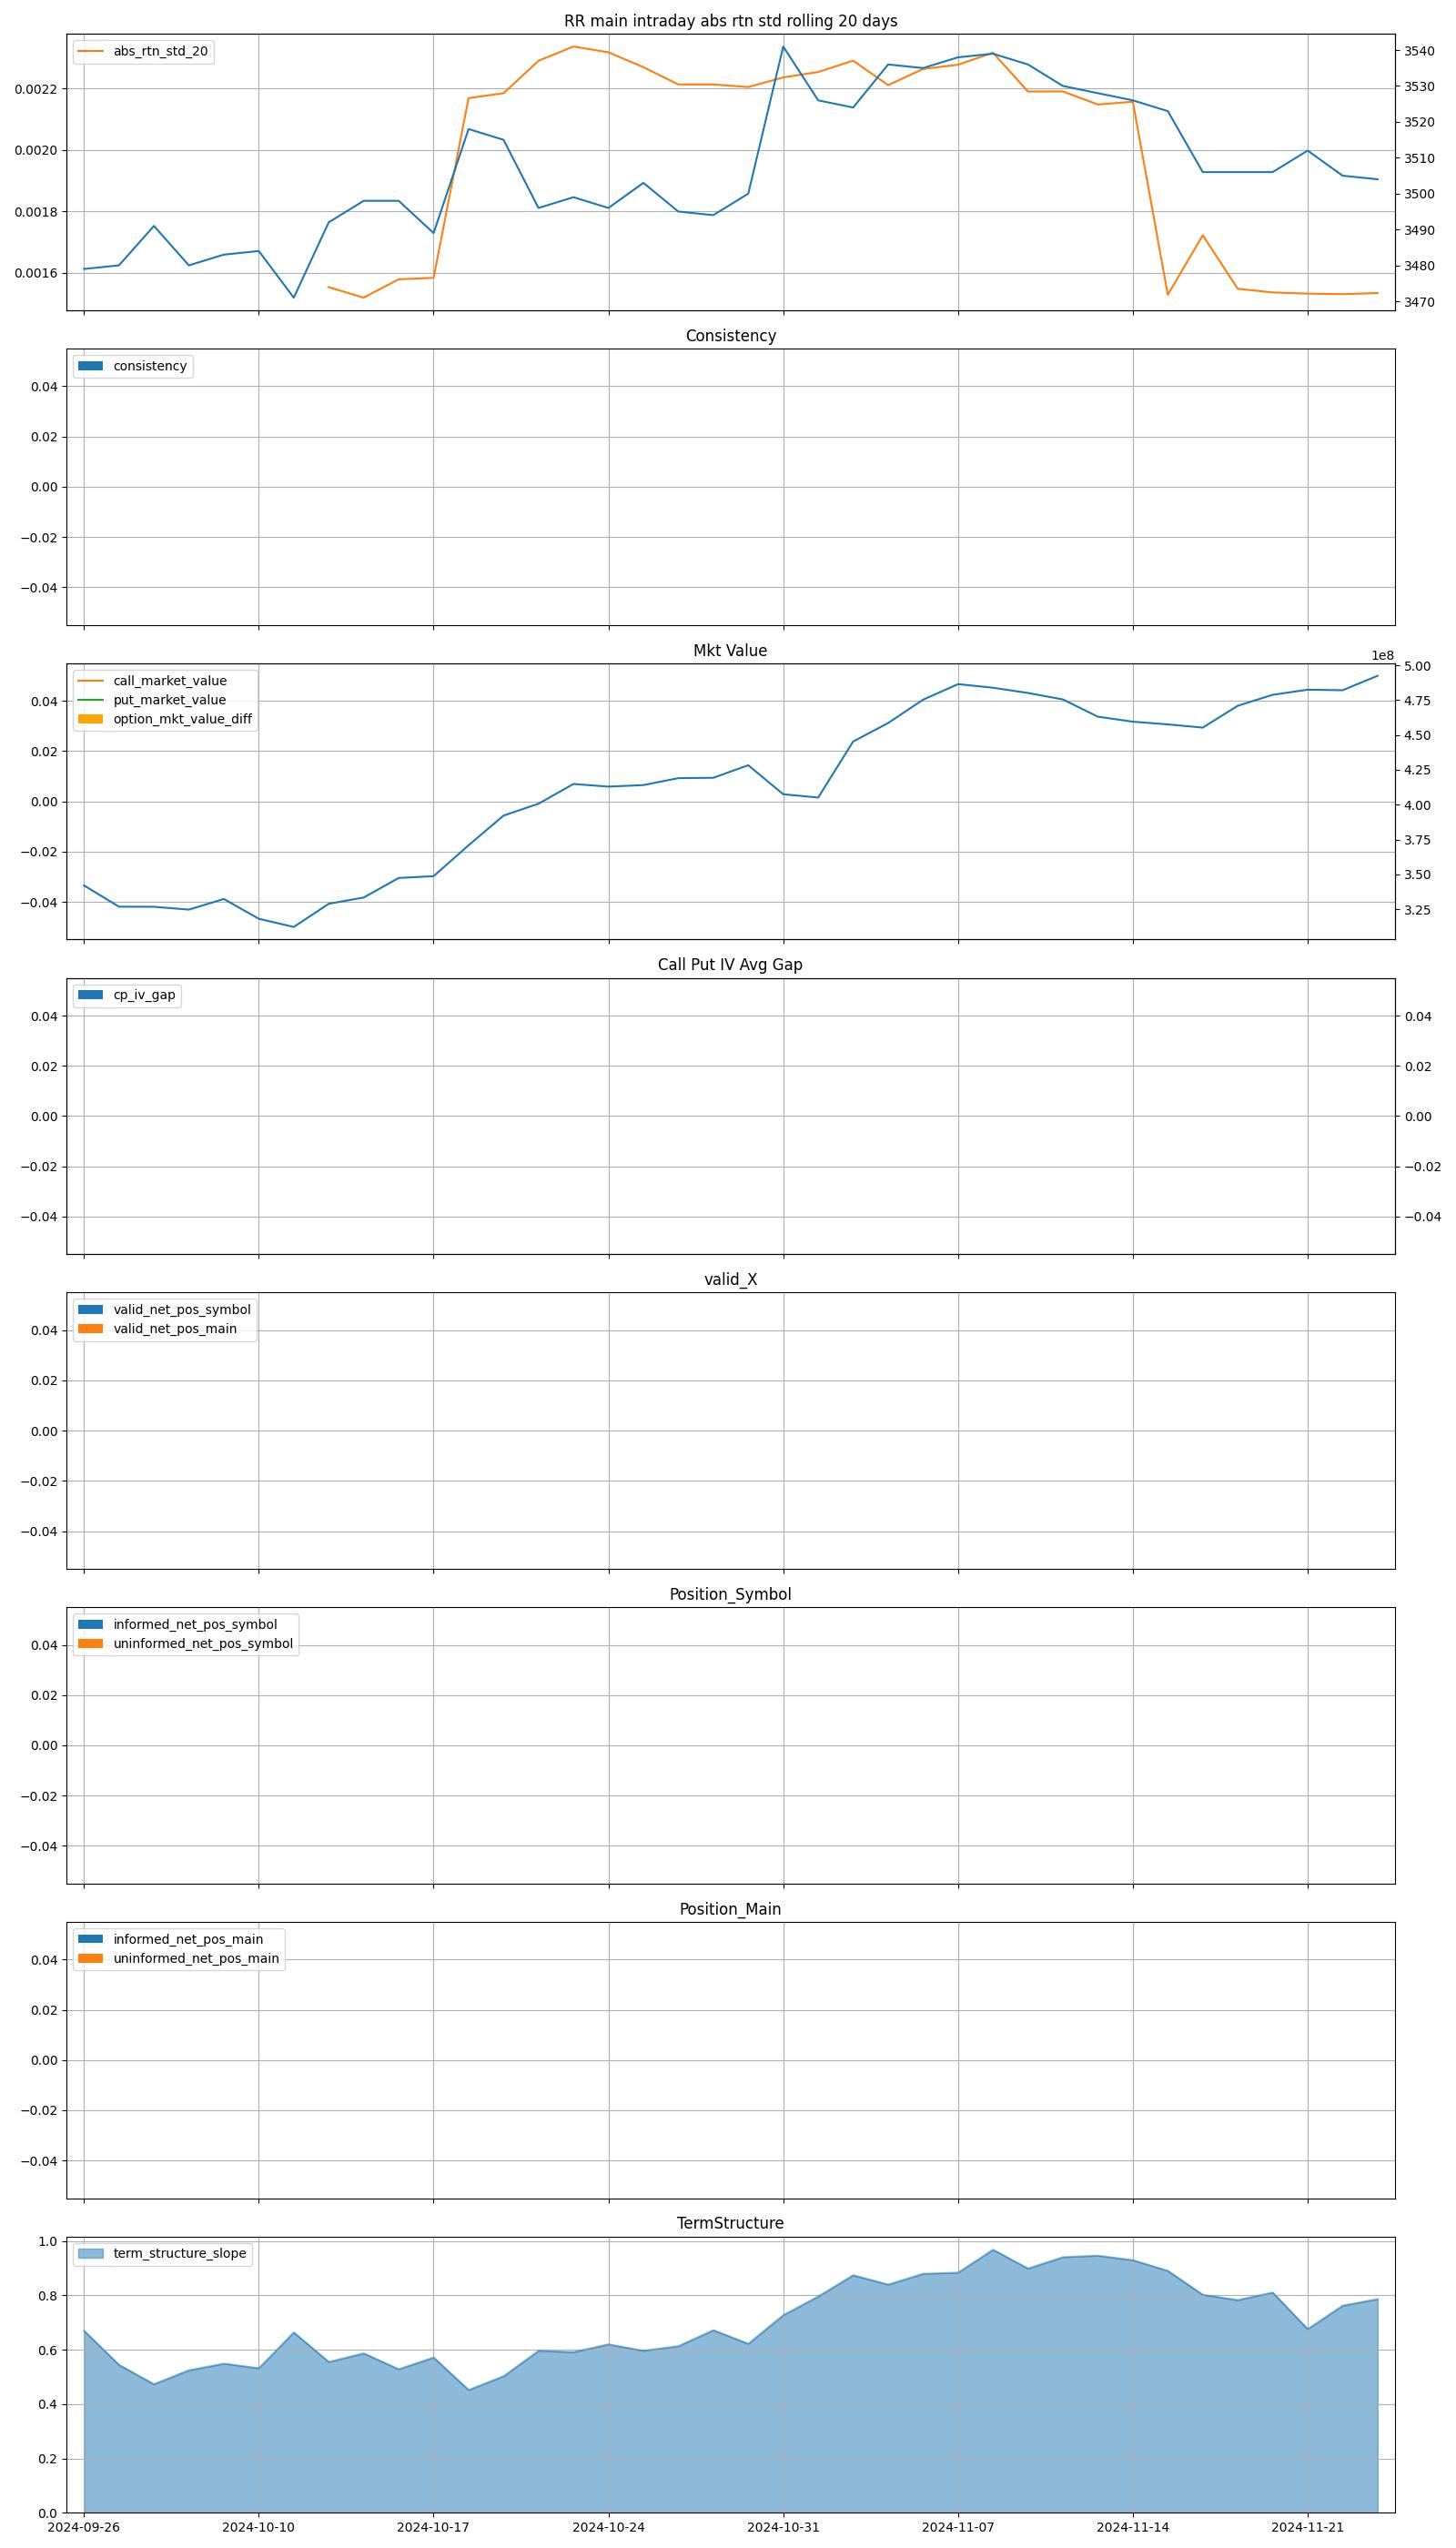 RR main intraday abs rtn std rolling 20 days
abs_rtn_std_20
0.0022
0.0020
0.0018
0.0016
3540
3530
3520
3510
3500
3490
3480
3470
Consistency
consistency
0.04
0.02
0.00
−0.02
−0.04
Mkt Value
1e8
call_market_value
put_market_value
option_mkt_value_diff
0.04
0.02
0.00
−0.02
−0.04
5.00
4.75
4.50
4.25
4.00
3.75
3.50
3.25
Call Put IV Avg Gap
cp_iv_gap
0.04
0.02
0.00
−0.02
−0.04
0.04
0.02
0.00
−0.02
−0.04
valid_X
valid_net_pos_symbol
valid_net_pos_main
0.04
0.02
0.00
−0.02
−0.04
Position_Symbol
informed_net_pos_symbol
uninformed_net_pos_symbol
0.04
0.02
0.00
−0.02
−0.04
Position_Main
informed_net_pos_main
uninformed_net_pos_main
0.04
0.02
0.00
−0.02
−0.04
TermStructure
term_structure_slope
1.0
0.8
0.6
0.4
0.2
0.0
2024-09-26 2024-10-10 2024-10-17 2024-10-24 2024-10-31 2024-11-07 2024-11-14 2024-11-21